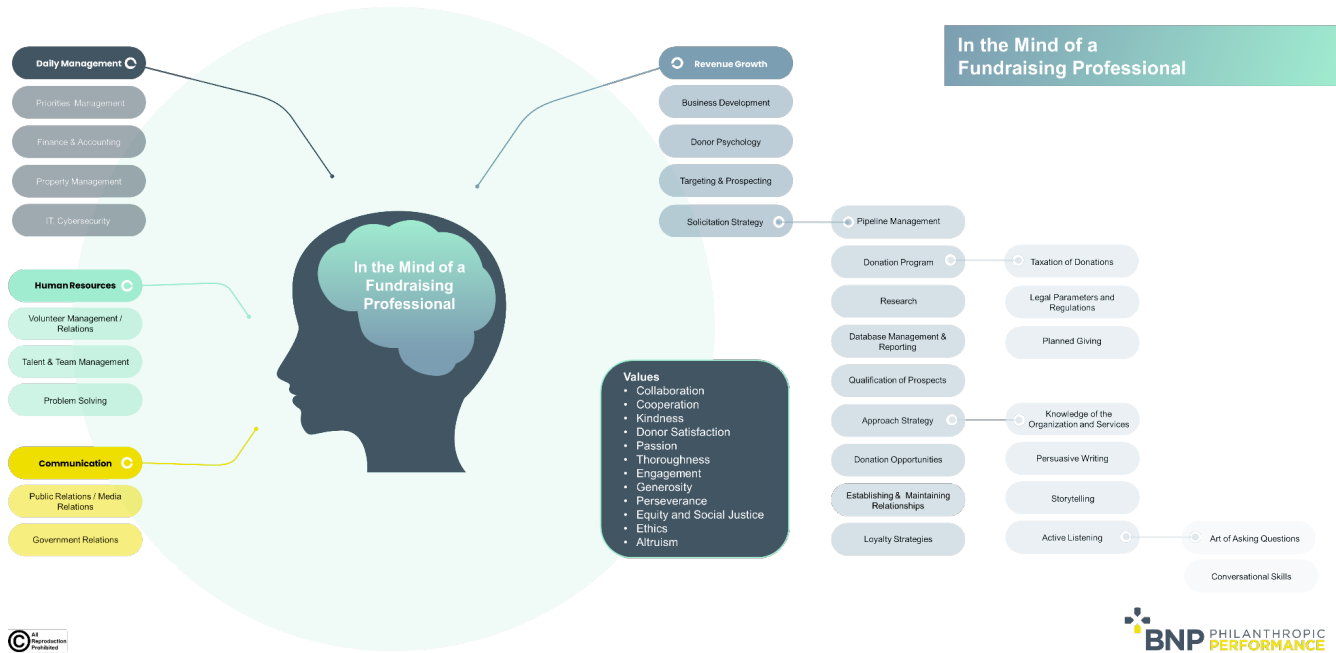 In the Mind of a
Fundraising Professional
Daily Management
Priorities Management
Finance & Accounting
Property Management
IT. Cybersecurity
Human Resources
Volunteer Management /
Relations
Talent & Team Management
Problem Solving
Communication
Public Relations / Media
Relations
Government Relations
In the Mind of a
Fundraising
Professional
Revenue Growth
Business Development
Donor Psychology
Targeting & Prospecting
Solicitation Strategy
Values
• Collaboration
• Cooperation
• Kindness
• Donor Satisfaction
• Passion
• Thoroughness
• Engagement
• Generosity
• Perseverance
• Equity and Social Justice
• Ethics
• Altruism
Pipeline Management
Donation Program
Research
Database Management &
Reporting
Qualification of Prospects
Approach Strategy
Donation Opportunities
Establishing & Maintaining
Relationships
Loyalty Strategies
Taxation of Donations
Legal Parameters and
Regulations
Planned Giving
Knowledge of the
Organization and Services
Persuasive Writing
Storytelling
Active Listening
Art of Asking Questions
Conversational Skills
© All
Reproduction
Prohibited
BNP PHILANTHROPIC
PERFORMANCE